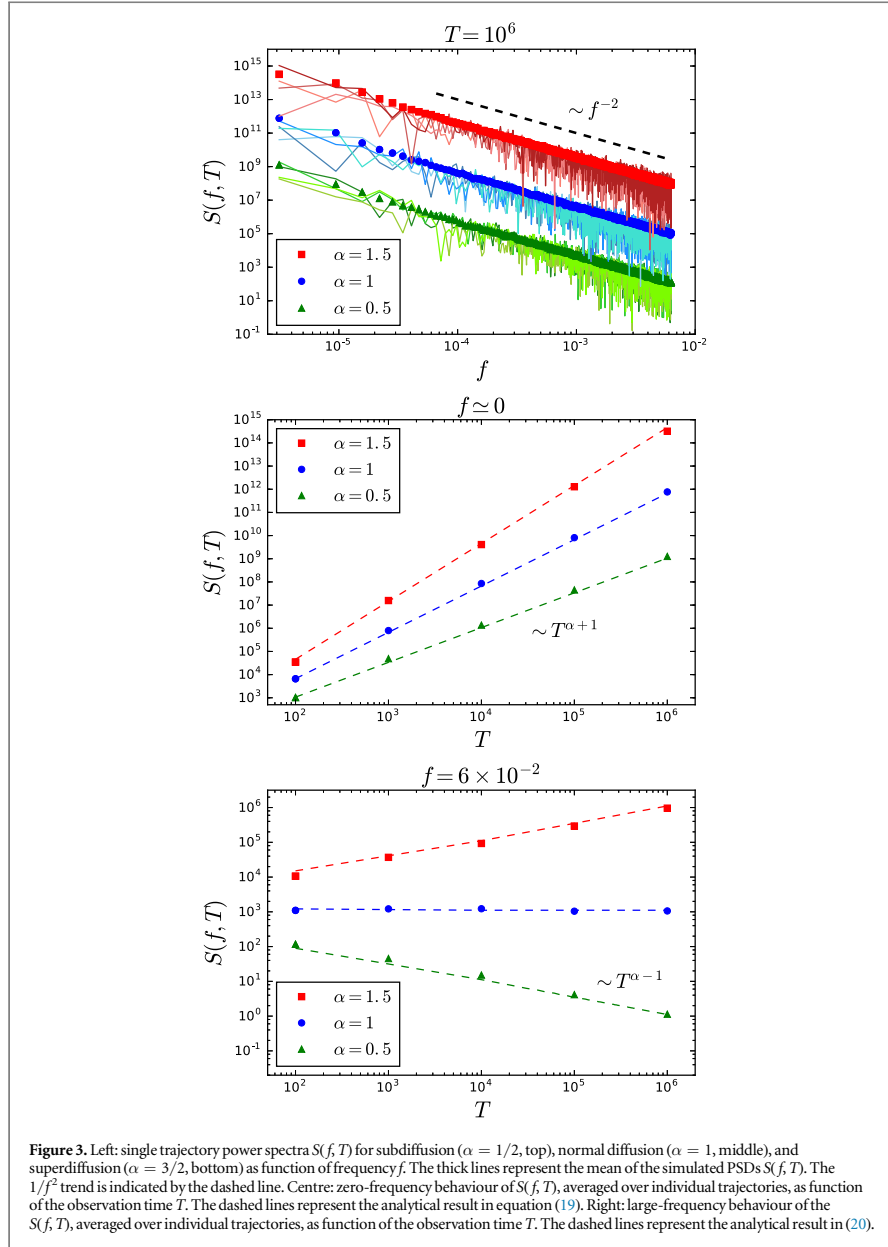 T = 10^6
10^15
10^13
10^11
10^9
10^7
10^5
10^3
10^1
10^-1
S(f, T)
~ f^-2
α = 1.5
α = 1
α = 0.5
10^-5
10^-4
10^-3
10^-2
f
f ≃ 0
10^15
10^14
10^13
10^12
10^11
10^10
10^9
10^8
10^7
10^6
10^5
10^4
10^3
S(f, T)
α = 1.5
α = 1
α = 0.5
~ T^α+1
10^2
10^3
10^4
10^5
10^6
T
f = 6 × 10^-2
10^6
10^5
10^4
10^3
10^2
10^1
10^0
10^-1
S(f, T)
~ T^α−1
α = 1.5
α = 1
α = 0.5
10^2
10^3
10^4
10^5
10^6
T
Figure 3. Left: single trajectory power spectra S(f, T) for subdiffusion (α = 1/2, top), normal diffusion (α = 1, middle), and
superdiffusion (α = 3/2, bottom) as function of frequency f. The thick lines represent the mean of the simulated PSDs S(f, T). The
1/f^2 trend is indicated by the dashed line. Centre: zero-frequency behaviour of S(f, T), averaged over individual trajectories, as function
of the observation time T. The dashed lines represent the analytical result in equation (19). Right: large-frequency behaviour of the
S(f, T), averaged over individual trajectories, as function of the observation time T. The dashed lines represent the analytical result in (20).